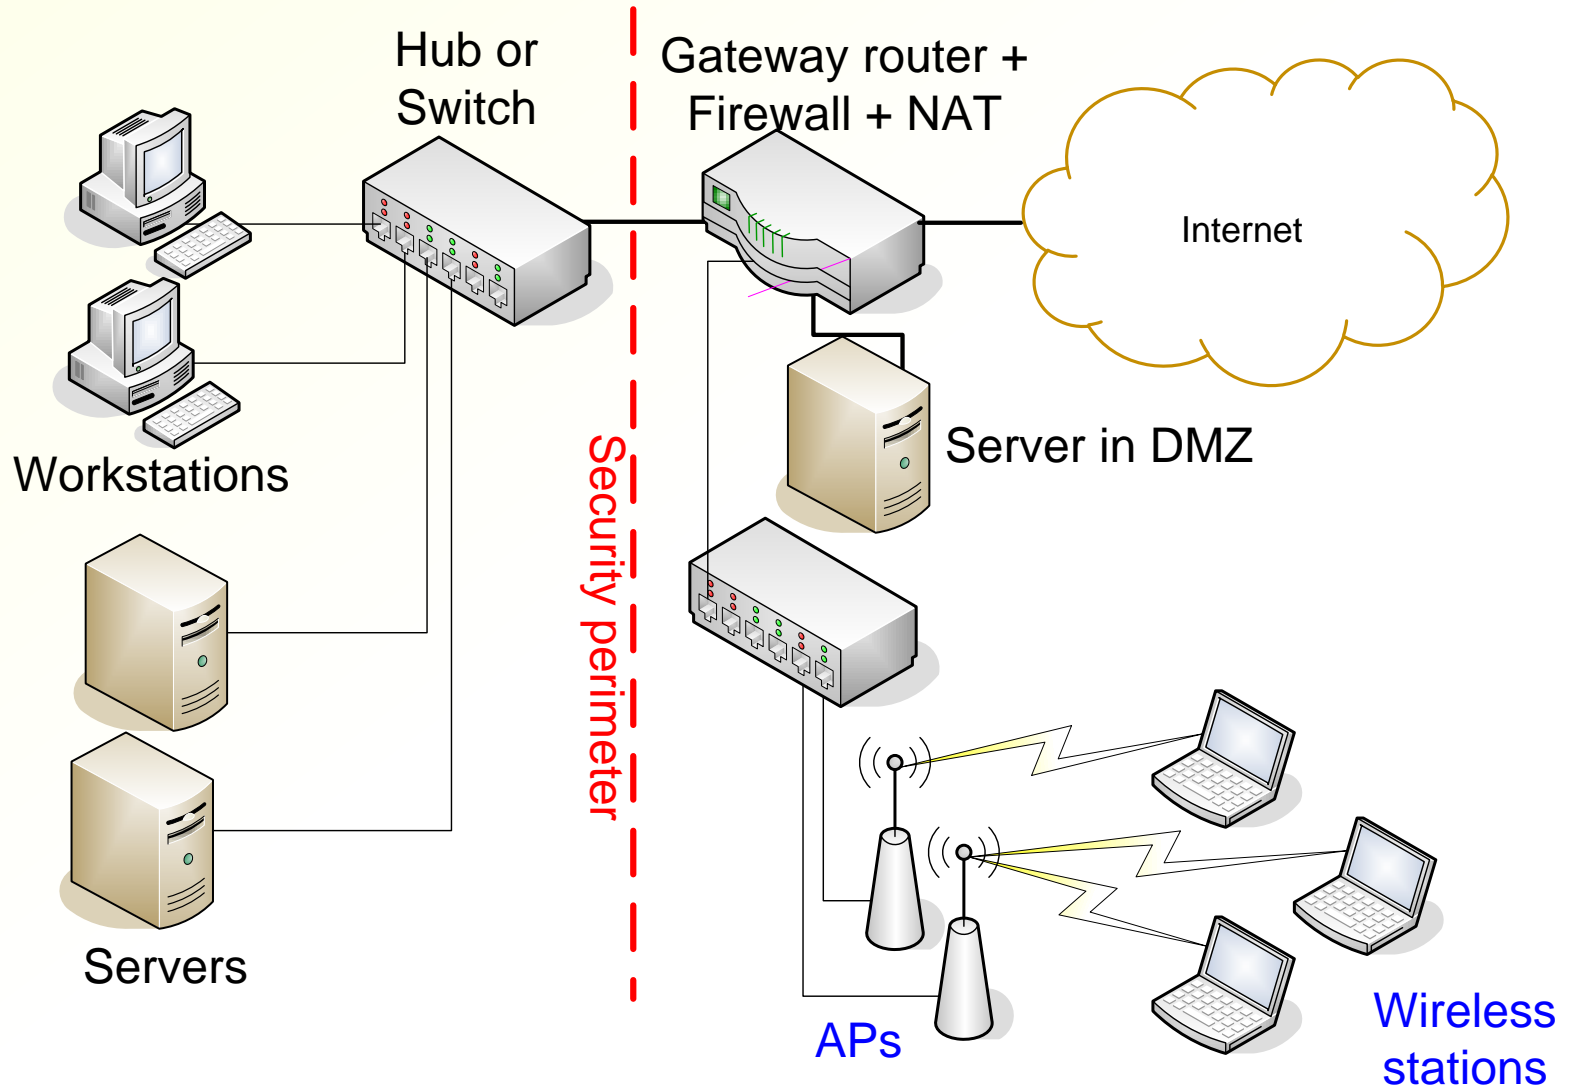 Hub or
Switch
Gateway router +
Firewall + NAT
Internet
Workstations
Server in DMZ
Security perimeter
Servers
APs
Wireless
stations